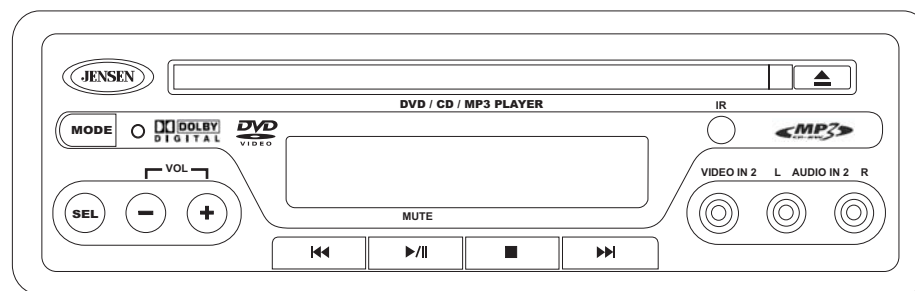 JENSEN
DVD / CD / MP3 PLAYER
IR
MODE
DOLBY
DIGITAL
DVD
VIDEO
MP3
VOL
VIDEO IN 2 L AUDIO IN 2 R
SEL
MUTE